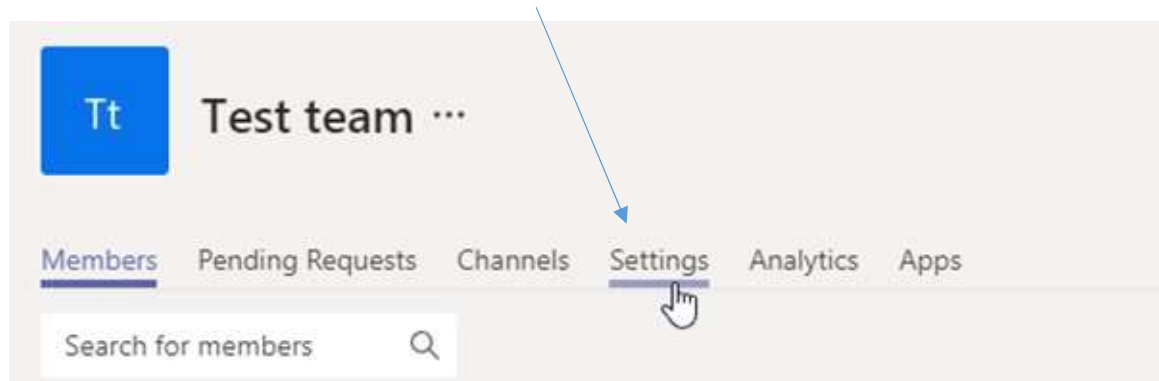 Tt
Test team ...
Members Pending Requests Channels Settings Analytics Apps
Search for members